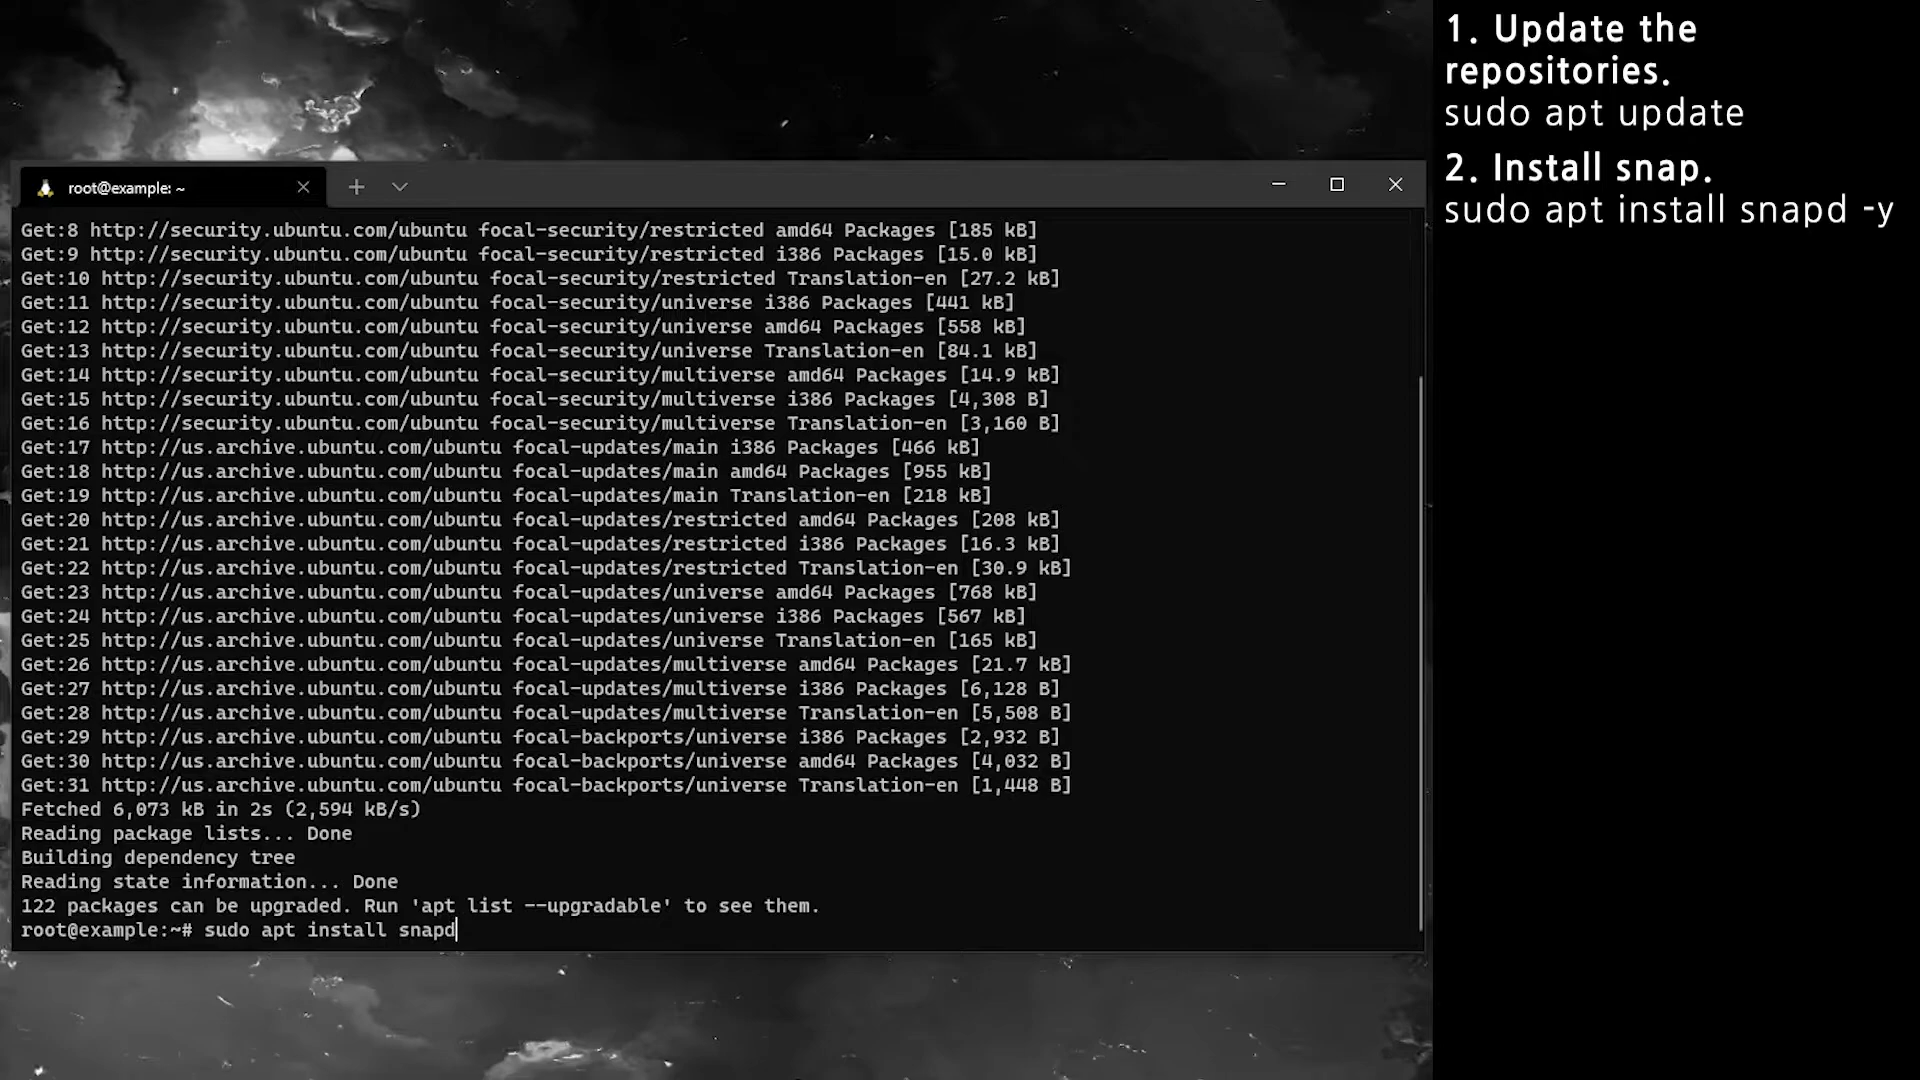 root@example: ~
Get:8 http://security.ubuntu.com/ubuntu focal-security/restricted amd64 Packages [185 kB]
Get:9 http://security.ubuntu.com/ubuntu focal-security/restricted i386 Packages [15.0 kB]
Get:10 http://security.ubuntu.com/ubuntu focal-security/restricted Translation-en [27.2 kB]
Get:11 http://security.ubuntu.com/ubuntu focal-security/universe i386 Packages [441 kB]
Get:12 http://security.ubuntu.com/ubuntu focal-security/universe amd64 Packages [558 kB]
Get:13 http://security.ubuntu.com/ubuntu focal-security/universe Translation-en [84.1 kB]
Get:14 http://security.ubuntu.com/ubuntu focal-security/multiverse amd64 Packages [14.9 kB]
Get:15 http://security.ubuntu.com/ubuntu focal-security/multiverse i386 Packages [4,308 B]
Get:16 http://security.ubuntu.com/ubuntu focal-security/multiverse Translation-en [3,160 B]
Get:17 http://us.archive.ubuntu.com/ubuntu focal-updates/main i386 Packages [466 kB]
Get:18 http://us.archive.ubuntu.com/ubuntu focal-updates/main amd64 Packages [955 kB]
Get:19 http://us.archive.ubuntu.com/ubuntu focal-updates/main Translation-en [218 kB]
Get:20 http://us.archive.ubuntu.com/ubuntu focal-updates/restricted amd64 Packages [208 kB]
Get:21 http://us.archive.ubuntu.com/ubuntu focal-updates/restricted i386 Packages [16.3 kB]
Get:22 http://us.archive.ubuntu.com/ubuntu focal-updates/restricted Translation-en [30.9 kB]
Get:23 http://us.archive.ubuntu.com/ubuntu focal-updates/universe amd64 Packages [768 kB]
Get:24 http://us.archive.ubuntu.com/ubuntu focal-updates/universe i386 Packages [567 kB]
Get:25 http://us.archive.ubuntu.com/ubuntu focal-updates/universe Translation-en [165 kB]
Get:26 http://us.archive.ubuntu.com/ubuntu focal-updates/multiverse amd64 Packages [21.7 kB]
Get:27 http://us.archive.ubuntu.com/ubuntu focal-updates/multiverse i386 Packages [6,128 B]
Get:28 http://us.archive.ubuntu.com/ubuntu focal-updates/multiverse Translation-en [5,508 B]
Get:29 http://us.archive.ubuntu.com/ubuntu focal-backports/universe i386 Packages [2,932 B]
Get:30 http://us.archive.ubuntu.com/ubuntu focal-backports/universe amd64 Packages [4,032 B]
Get:31 http://us.archive.ubuntu.com/ubuntu focal-backports/universe Translation-en [1,448 B]
Fetched 6,073 kB in 2s (2,594 kB/s)
Reading package lists... Done
Building dependency tree
Reading state information... Done
122 packages can be upgraded. Run 'apt list --upgradable' to see them.
root@example:~# sudo apt install snapd
1. Update the
repositories.
sudo apt update
2. Install snap.
sudo apt install snapd -y